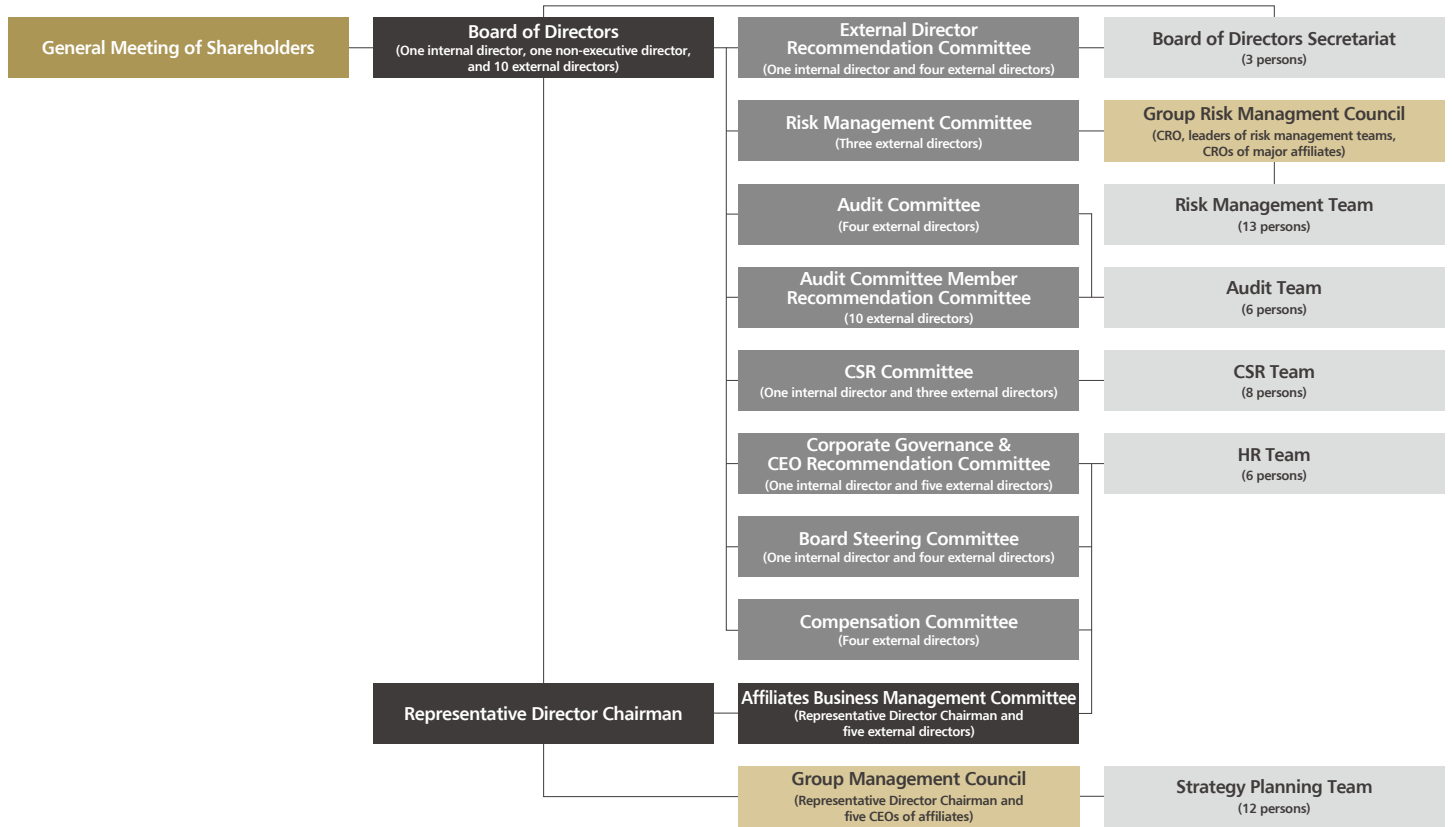 General Meeting of Shareholders
Board of Directors
(One internal director, one non-executive director,
and 10 external directors)
External Director
Recommendation Committee
(One internal director and four external directors)
Board of Directors Secretariat
(3 persons)
Risk Management Committee
(Three external directors)
Group Risk Managment Council
(CRO, leaders of risk management teams,
CROs of major affiliates)
Audit Committee
(Four external directors)
Risk Management Team
(13 persons)
Audit Committee Member
Recommendation Committee
(10 external directors)
Audit Team
(6 persons)
CSR Committee
(One internal director and three external directors)
CSR Team
(8 persons)
Corporate Governance &
CEO Recommendation Committee
(One internal director and five external directors)
HR Team
(6 persons)
Board Steering Committee
(One internal director and four external directors)
Compensation Committee
(Four external directors)
Representative Director Chairman
Affiliates Business Management Committee
(Representative Director Chairman and
five external directors)
Group Management Council
(Representative Director Chairman and
five CEOs of affiliates)
Strategy Planning Team
(12 persons)